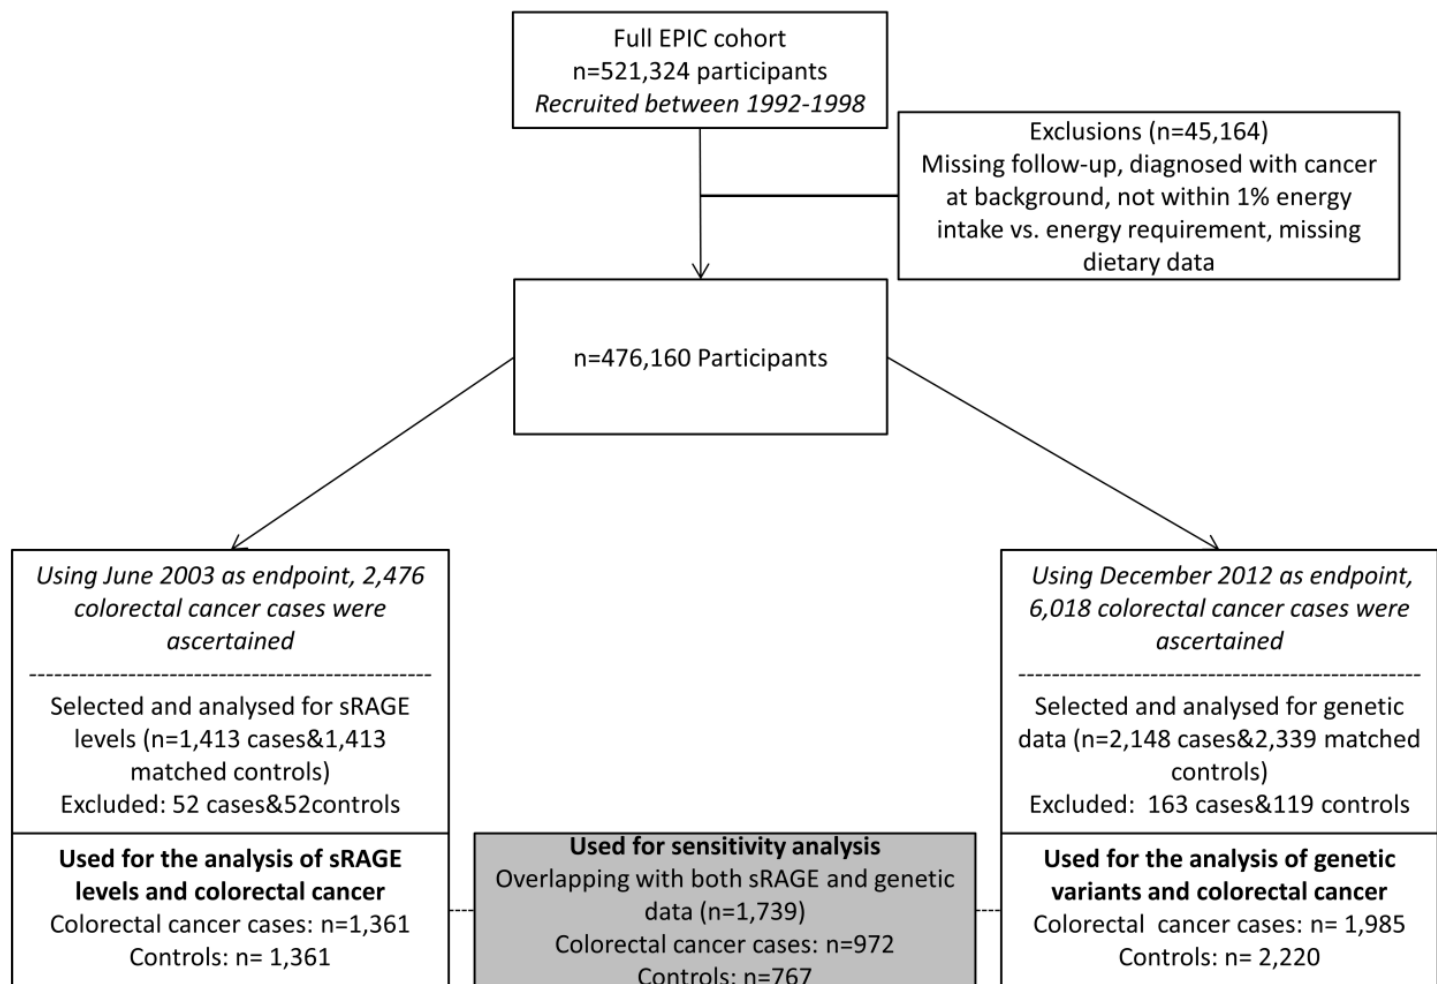 Full EPIC cohort
n=521,324 participants
Recruited between 1992-1998
Exclusions (n=45,164)
Missing follow-up, diagnosed with cancer
at background, not within 1% energy
intake vs. energy requirement, missing
dietary data
n=476,160 Participants
Using June 2003 as endpoint, 2,476
colorectal cancer cases were
ascertained
Selected and analysed for sRAGE
levels (n=1,413 cases&1,413
matched controls)
Excluded: 52 cases&52controls
Used for the analysis of sRAGE
levels and colorectal cancer
Colorectal cancer cases: n=1,361
Controls: n= 1,361
Used for sensitivity analysis
Overlapping with both sRAGE and genetic
data (n=1,739)
Colorectal cancer cases: n=972
Controls: n=767
Using December 2012 as endpoint,
6,018 colorectal cancer cases were
ascertained
Selected and analysed for genetic
data (n=2,148 cases&2,339 matched
controls)
Excluded:  163 cases&119 controls
Used for the analysis of genetic
variants and colorectal cancer
Colorectal  cancer cases: n= 1,985
Controls: n= 2,220